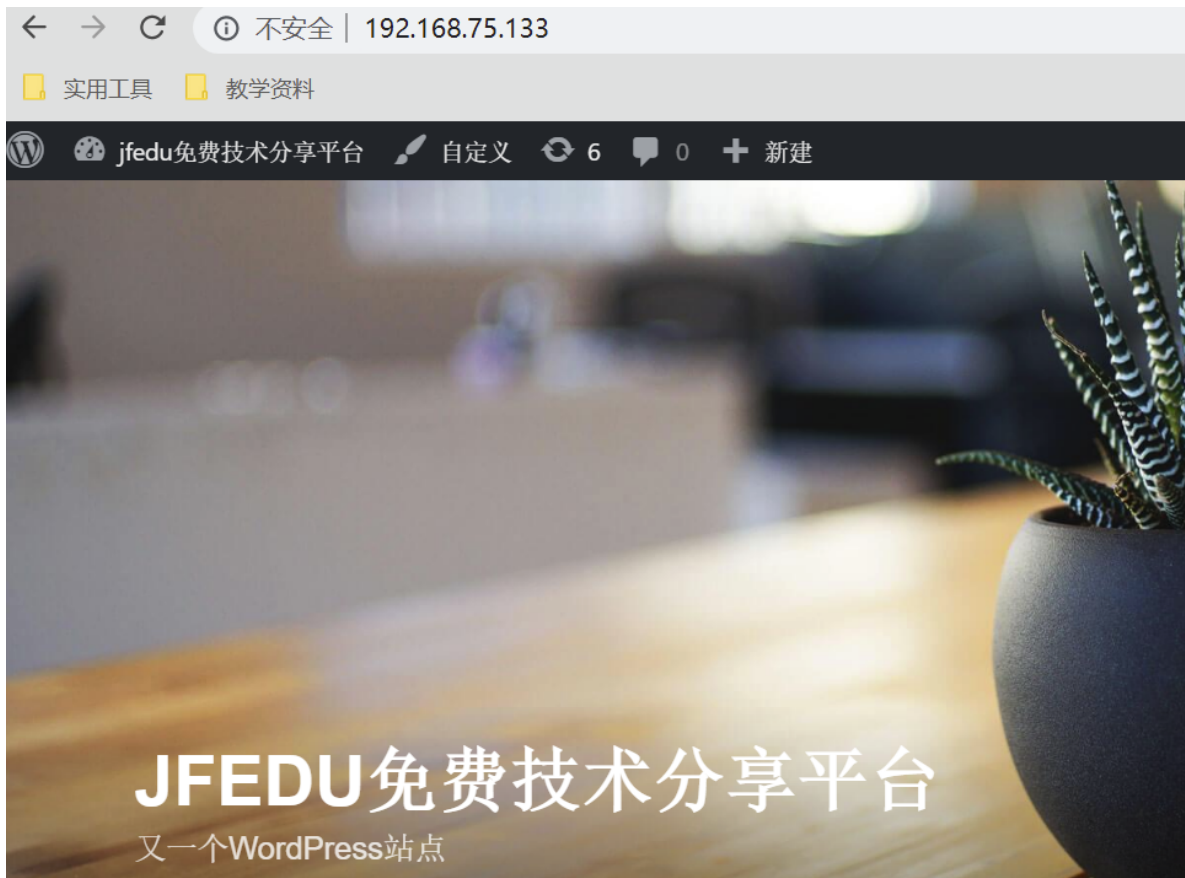 不安全 | 192.168.75.133
实用工具 教学资料
jfedu免费技术分享平台 自定义 6 0 新建
JFEDU免费技术分享平台
又一个WordPress站点